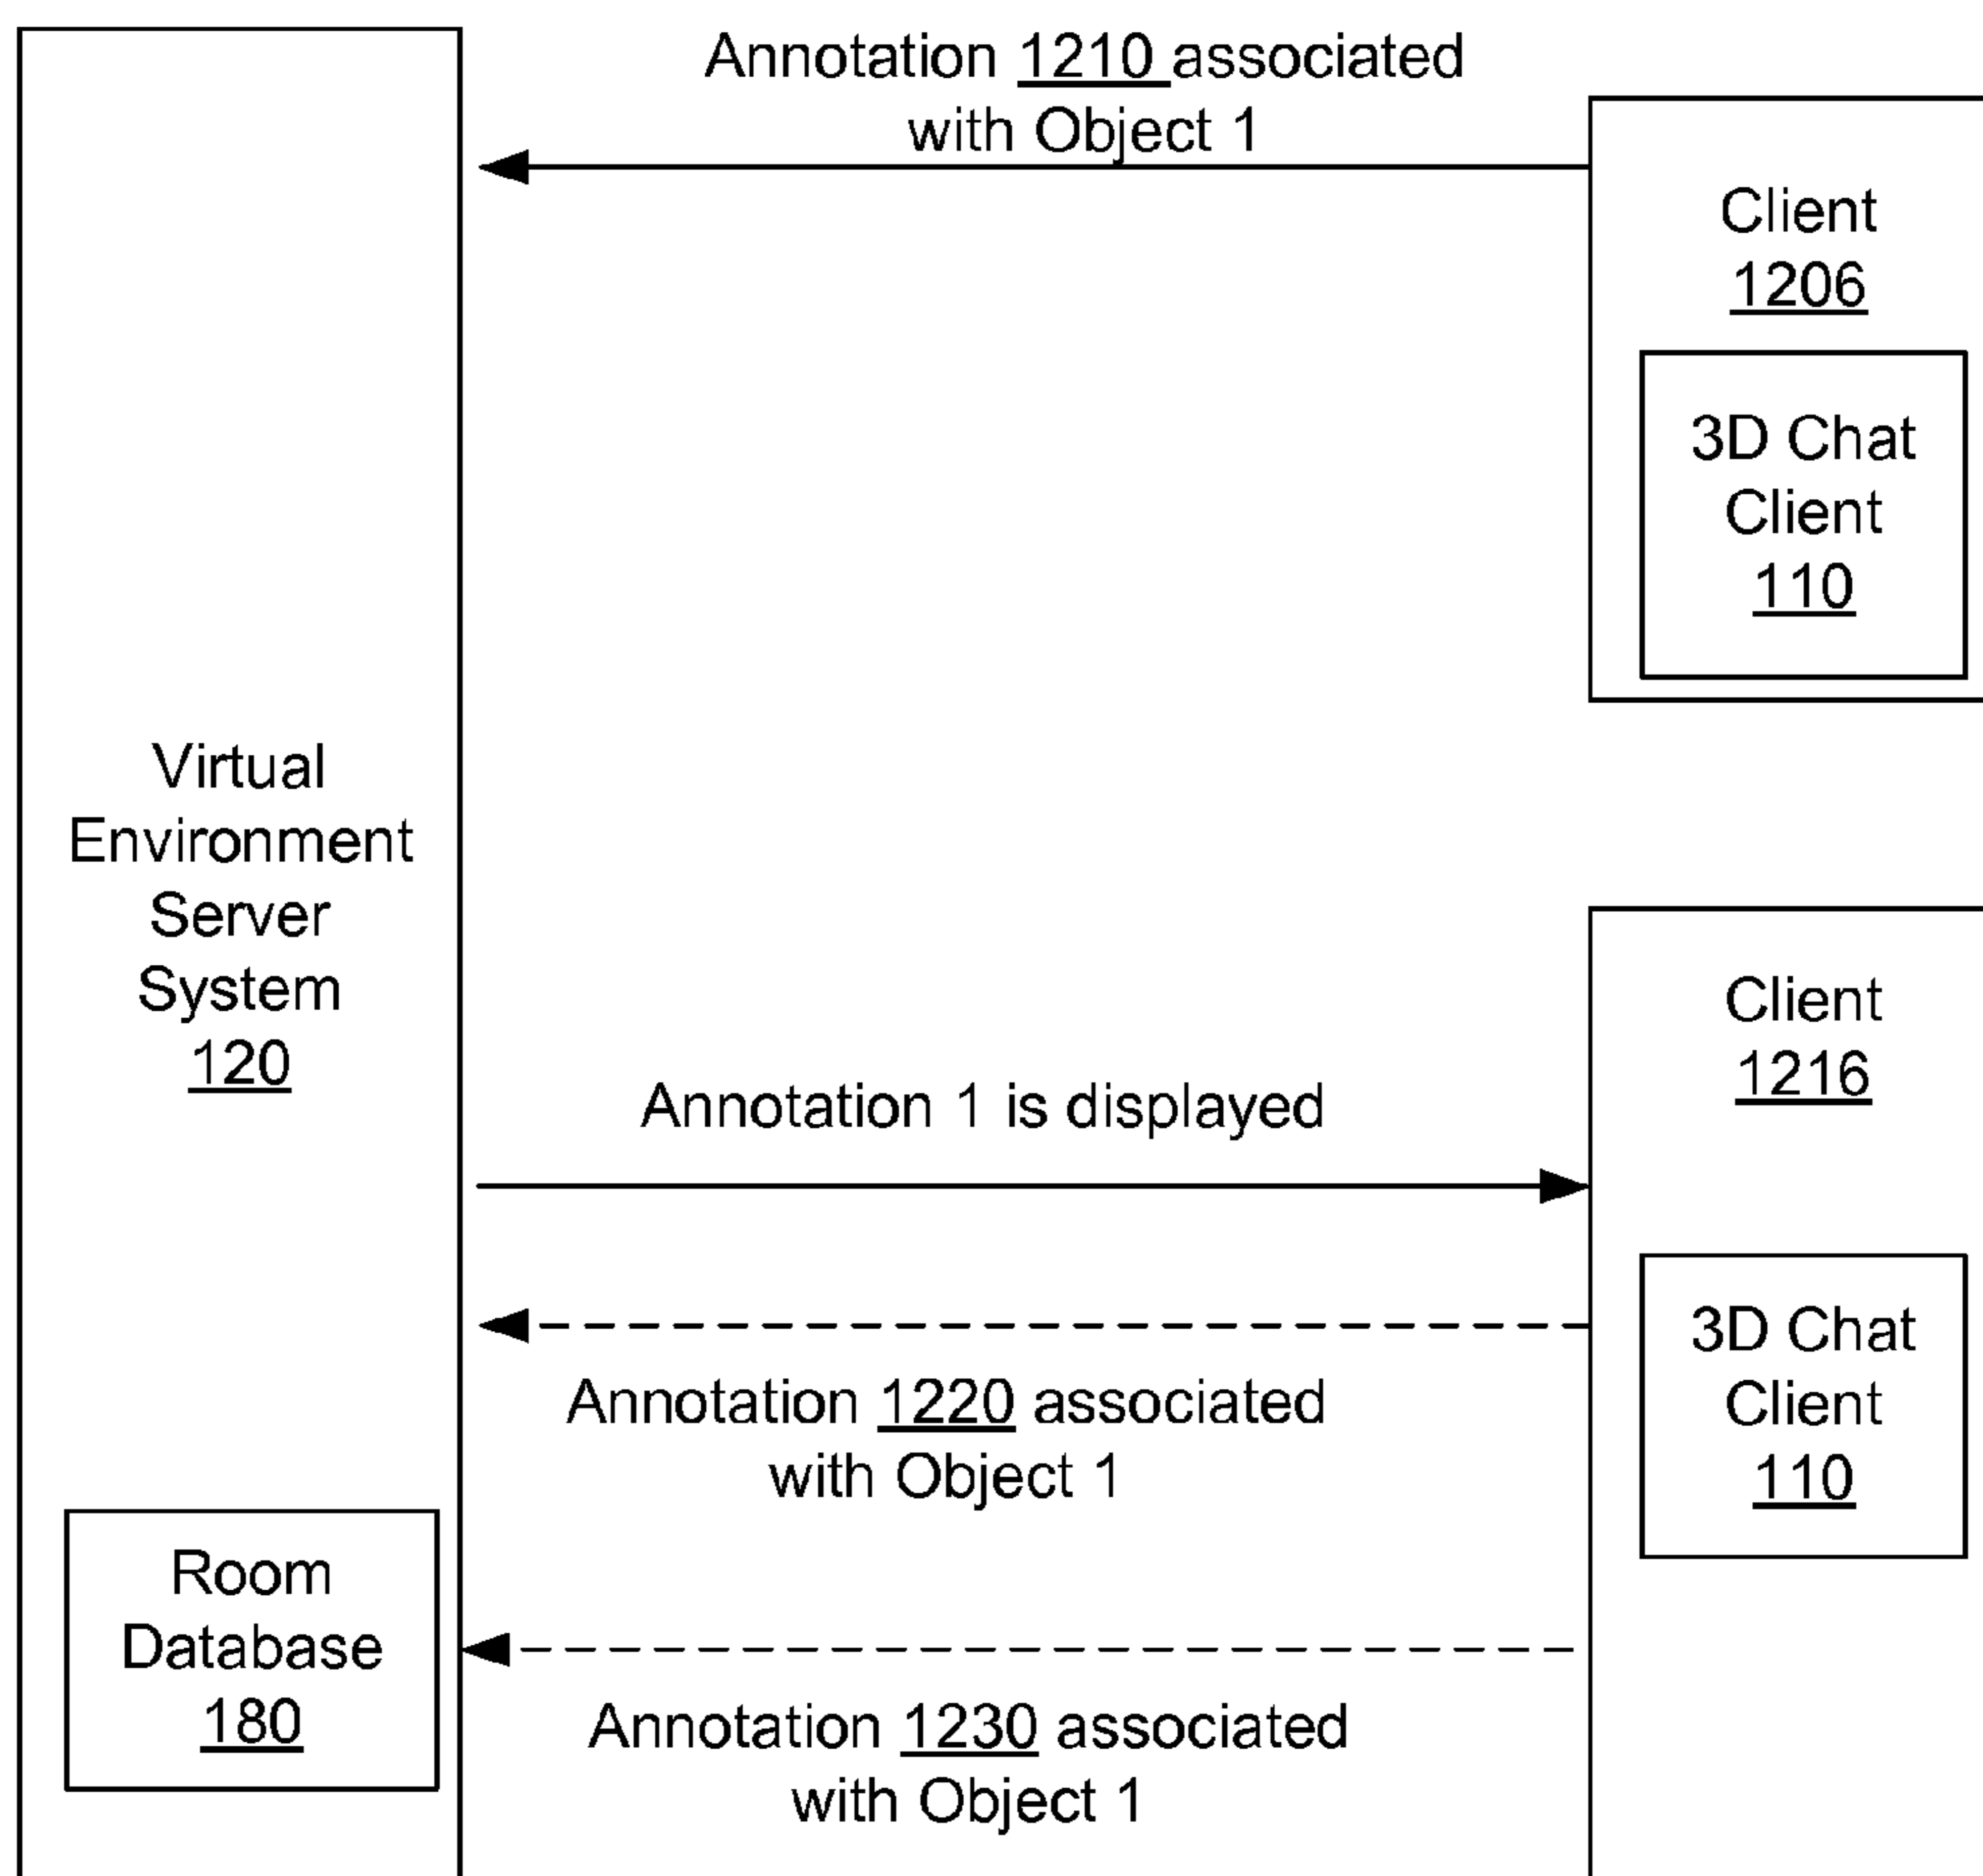 Annotation 1210 associated
with Object 1
Client
1206
3D Chat
Client
110
Virtual
Environment
Server
System
120
Client
1216
Annotation 1 is displayed
3D Chat
Client
110
Annotation 1220 associated
with Object 1
Room
Database
180
Annotation 1230 associated
with Object 1